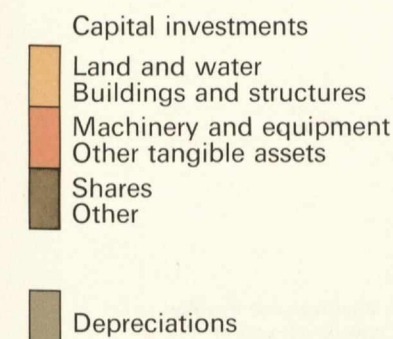 Capital investments
Land and water
Buildings and structures
Machinery and equipment
Other tangible assets
Shares
Other
Depreciations